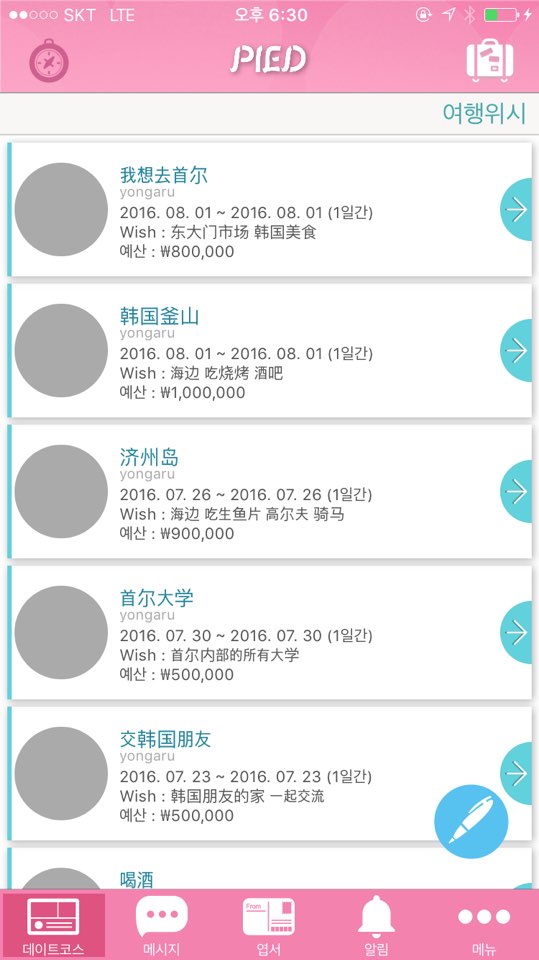 SKT LTE 오후 6:30
PIED
여행위시
我想去首尔
yongaru
2016. 08. 01 ~ 2016. 08. 01 (1일간)
Wish : 东大门市场 韩国美食
예산 : ₩800,000
韩国釜山
yongaru
2016. 08. 01 ~ 2016. 08. 01 (1일간)
Wish : 海边 吃烧烤 酒吧
예산 : ₩1,000,000
济州岛
yongaru
2016. 07. 26 ~ 2016. 07. 26 (1일간)
Wish : 海边 吃生鱼片 高尔夫 骑马
예산 : ₩900,000
首尔大学
yongaru
2016. 07. 30 ~ 2016. 07. 30 (1일간)
Wish : 首尔内部的所有大学
예산 : ₩500,000
交韩国朋友
yongaru
2016. 07. 23 ~ 2016. 07. 23 (1일간)
Wish : 韩国朋友的家 一起交流
예산 : ₩500,000
喝酒
From
데이트코스 메시지 엽서 알림 메뉴